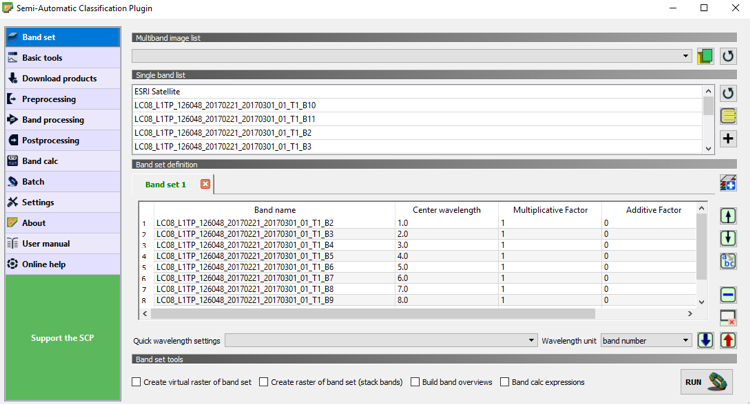 Semi-Automatic Classification Plugin
Band set
Basic tools
Download products
Preprocessing
Band processing
Postprocessing
Band calc
Batch
Settings
About
User manual
Online help
Support the SCP
Multiband image list
Single band list
ESRI Satellite
LC08_L1TP_126048_20170221_20170301_01_T1_B10
LC08_L1TP_126048_20170221_20170301_01_T1_B11
LC08_L1TP_126048_20170221_20170301_01_T1_B2
LC08_L1TP_126048_20170221_20170301_01_T1_B3
Band set definition
Band set 1
Band name Center wavelength Multiplicative Factor Additive Factor
1 LC08_L1TP_126048_20170221_20170301_01_T1_B2 1.0 1 0
2 LC08_L1TP_126048_20170221_20170301_01_T1_B3 2.0 1 0
3 LC08_L1TP_126048_20170221_20170301_01_T1_B4 3.0 1 0
4 LC08_L1TP_126048_20170221_20170301_01_T1_B5 4.0 1 0
5 LC08_L1TP_126048_20170221_20170301_01_T1_B6 5.0 1 0
6 LC08_L1TP_126048_20170221_20170301_01_T1_B7 6.0 1 0
7 LC08_L1TP_126048_20170221_20170301_01_T1_B8 7.0 1 0
8 LC08_L1TP_126048_20170221_20170301_01_T1_B9 8.0 1 0
Quick wavelength settings Wavelength unit band number
Band set tools
Create virtual raster of band set Create raster of band set (stack bands) Build band overviews Band calc expressions RUN